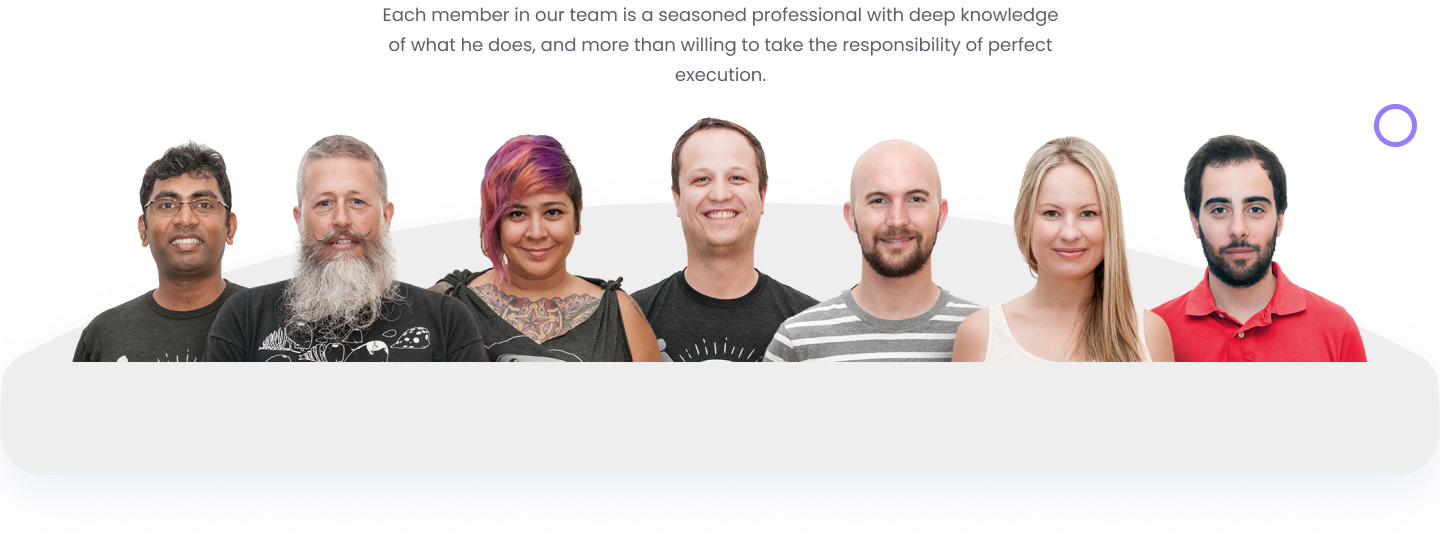 Each member in our team is a seasoned professional with deep knowledge
of what he does, and more than willing to take the responsibility of perfect
execution.